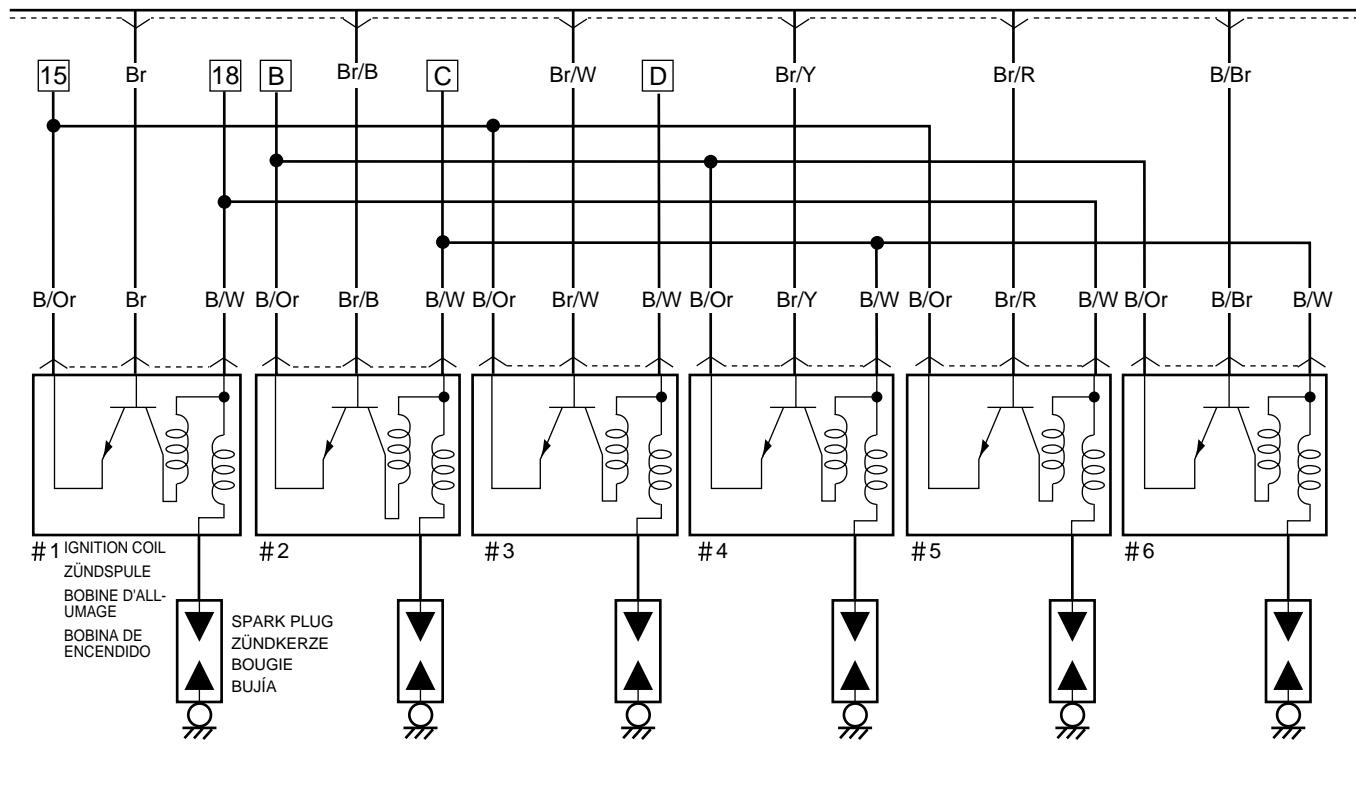 15 Br 18 B Br/B C Br/W D Br/Y Br/R B/Br
B/Or Br B/W B/Or Br/B B/W B/Or Br/W B/W B/Or Br/Y B/W B/Or Br/R B/W B/Or B/Br B/W
#1 IGNITION COIL
ZÜNDSPULE
BOBINE D'ALL-
UMAGE
BOBINA DE
ENCENDIDO
#2
#3
#4
#5
#6
SPARK PLUG
ZÜNDKERZE
BOUGIE
BUJÍA